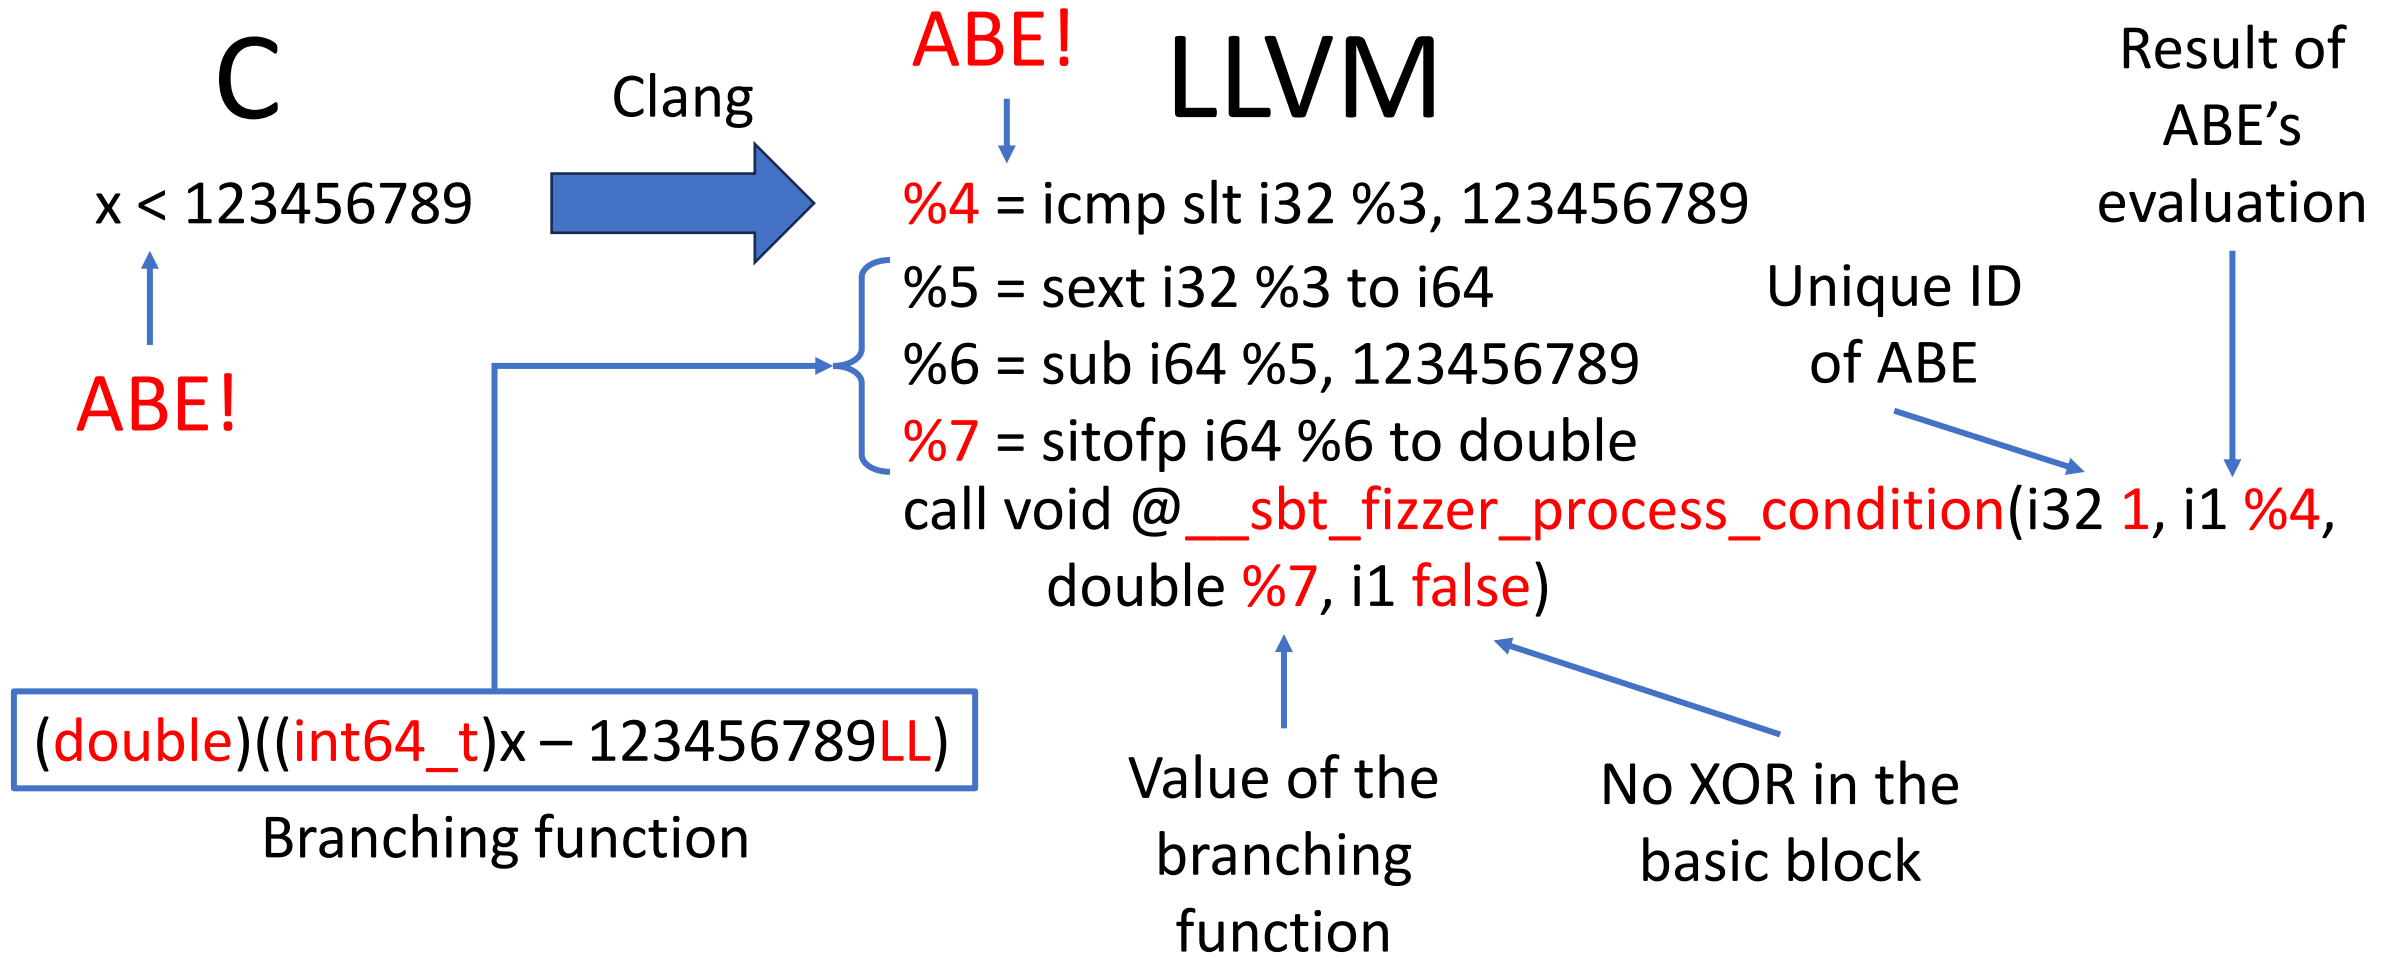 C
Clang
ABE!
LLVM
Result of
ABE’s
evaluation
x < 123456789
ABE!
%4 = icmp slt i32 %3, 123456789
%5 = sext i32 %3 to i64
%6 = sub i64 %5, 123456789
%7 = sitofp i64 %6 to double
Unique ID
of ABE
call void @__sbt_fizzer_process_condition(i32 1, i1 %4,
double %7, i1 false)
(double)((int64_t)x – 123456789LL)
Branching function
Value of the
branching
function
No XOR in the
basic block